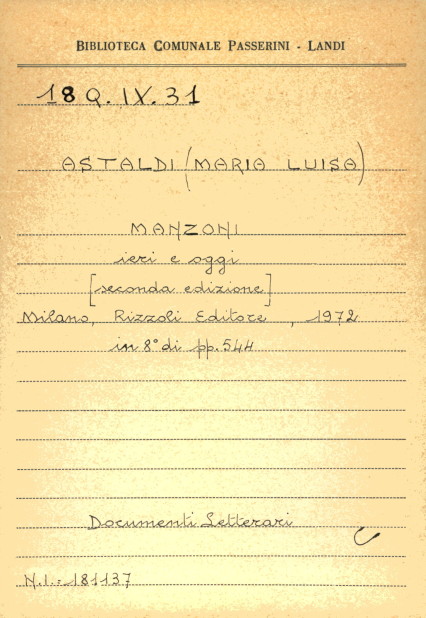 BIBLIOTECA COMUNALE PASSERINI - LANDI
18 Q. IX. 31
ASTALDI (MARIA LUISA)
MANZONI
ieri e oggi
[seconda edizione]
Milano, Rizzoli Editore , 1972
in 8° di pp. 544
Documenti Letterari
N.I.: 181137